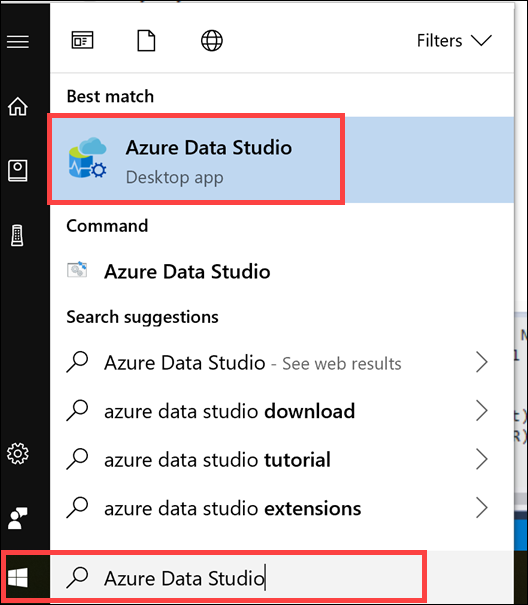 Filters
Best match
Azure Data Studio
Desktop app
Command
Azure Data Studio
Search suggestions
Azure Data Studio - See web results
azure data studio download
azure data studio tutorial
azure data studio extensions
Azure Data Studio